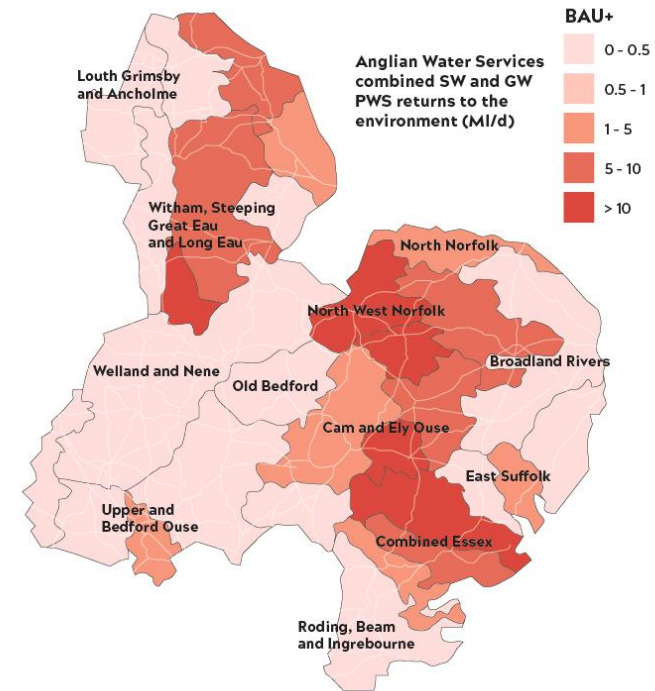 BAU+
0 - 0.5
0.5 - 1
1 - 5
5 - 10
> 10
Anglian Water Services
combined SW and GW
PWS returns to the
environment (Ml/d)
Louth Grimsby
and Ancholme
Witham, Steeping
Great Eau
and Long Eau
North Norfolk
North West Norfolk
Broadland Rivers
Welland and Nene
Old Bedford
Cam and Ely Ouse
East Suffolk
Upper and
Bedford Ouse
Combined Essex
Roding, Beam
and Ingrebourne